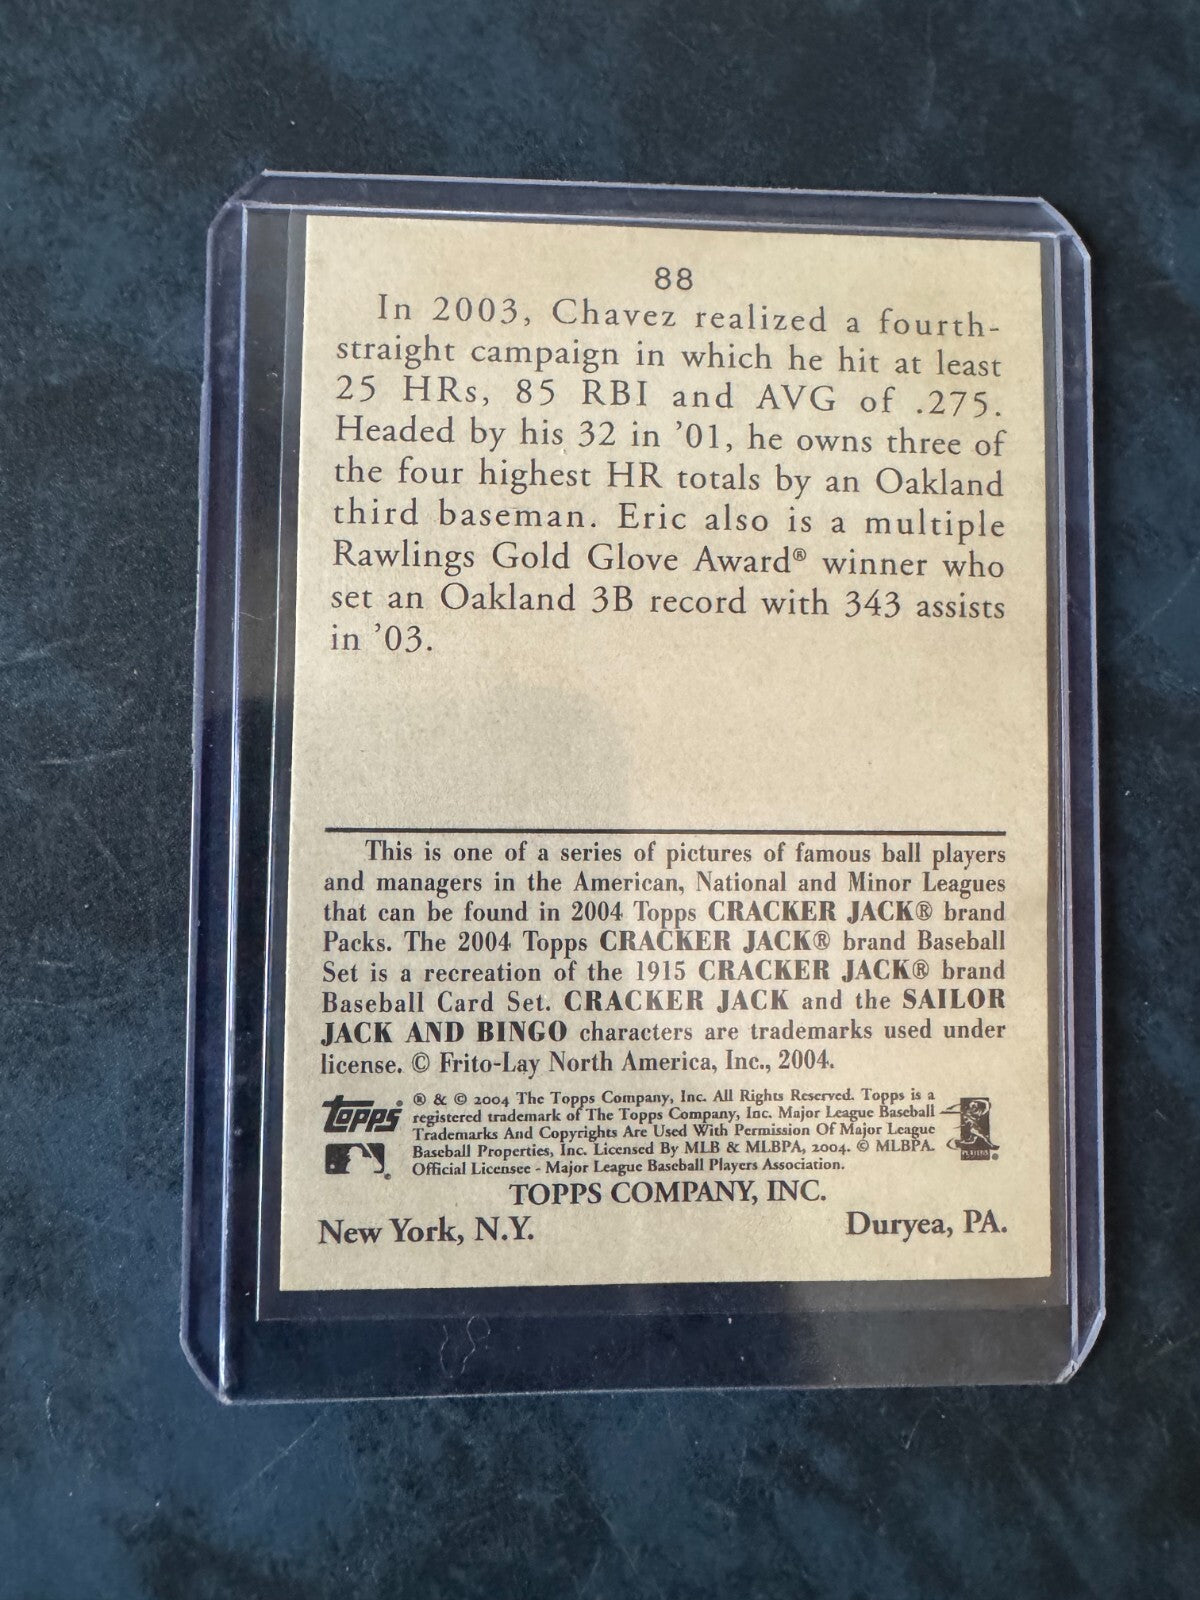 88
In 2003, Chavez realized a fourth-
straight campaign in which he hit at least
25 HRs, 85 RBI and AVG of .275.
Headed by his 32 in ’01, he owns three of
the four highest HR totals by an Oakland
third baseman. Eric also is a multiple
Rawlings Gold Glove Award® winner who
set an Oakland 3B record with 343 assists
in ’03.
This is one of a series of pictures of famous ball players
and managers in the American, National and Minor Leagues
that can be found in 2004 Topps CRACKER JACK® brand
Packs. The 2004 Topps CRACKER JACK® brand Baseball
Set is a recreation of the 1915 CRACKER JACK® brand
Baseball Card Set. CRACKER JACK and the SAILOR
JACK AND BINGO characters are trademarks used under
license. © Frito-Lay North America, Inc., 2004.
topps ® & © 2004 The Topps Company, Inc. All Rights Reserved. Topps is a
registered trademark of The Topps Company, Inc. Major League Baseball
Trademarks And Copyrights Are Used With Permission Of Major League
Baseball Properties, Inc. Licensed By MLB & MLBPA, 2004. © MLBPA.
Official Licensee - Major League Baseball Players Association.
PLAYERS
TOPPS COMPANY, INC.
New York, N.Y. Duryea, PA.